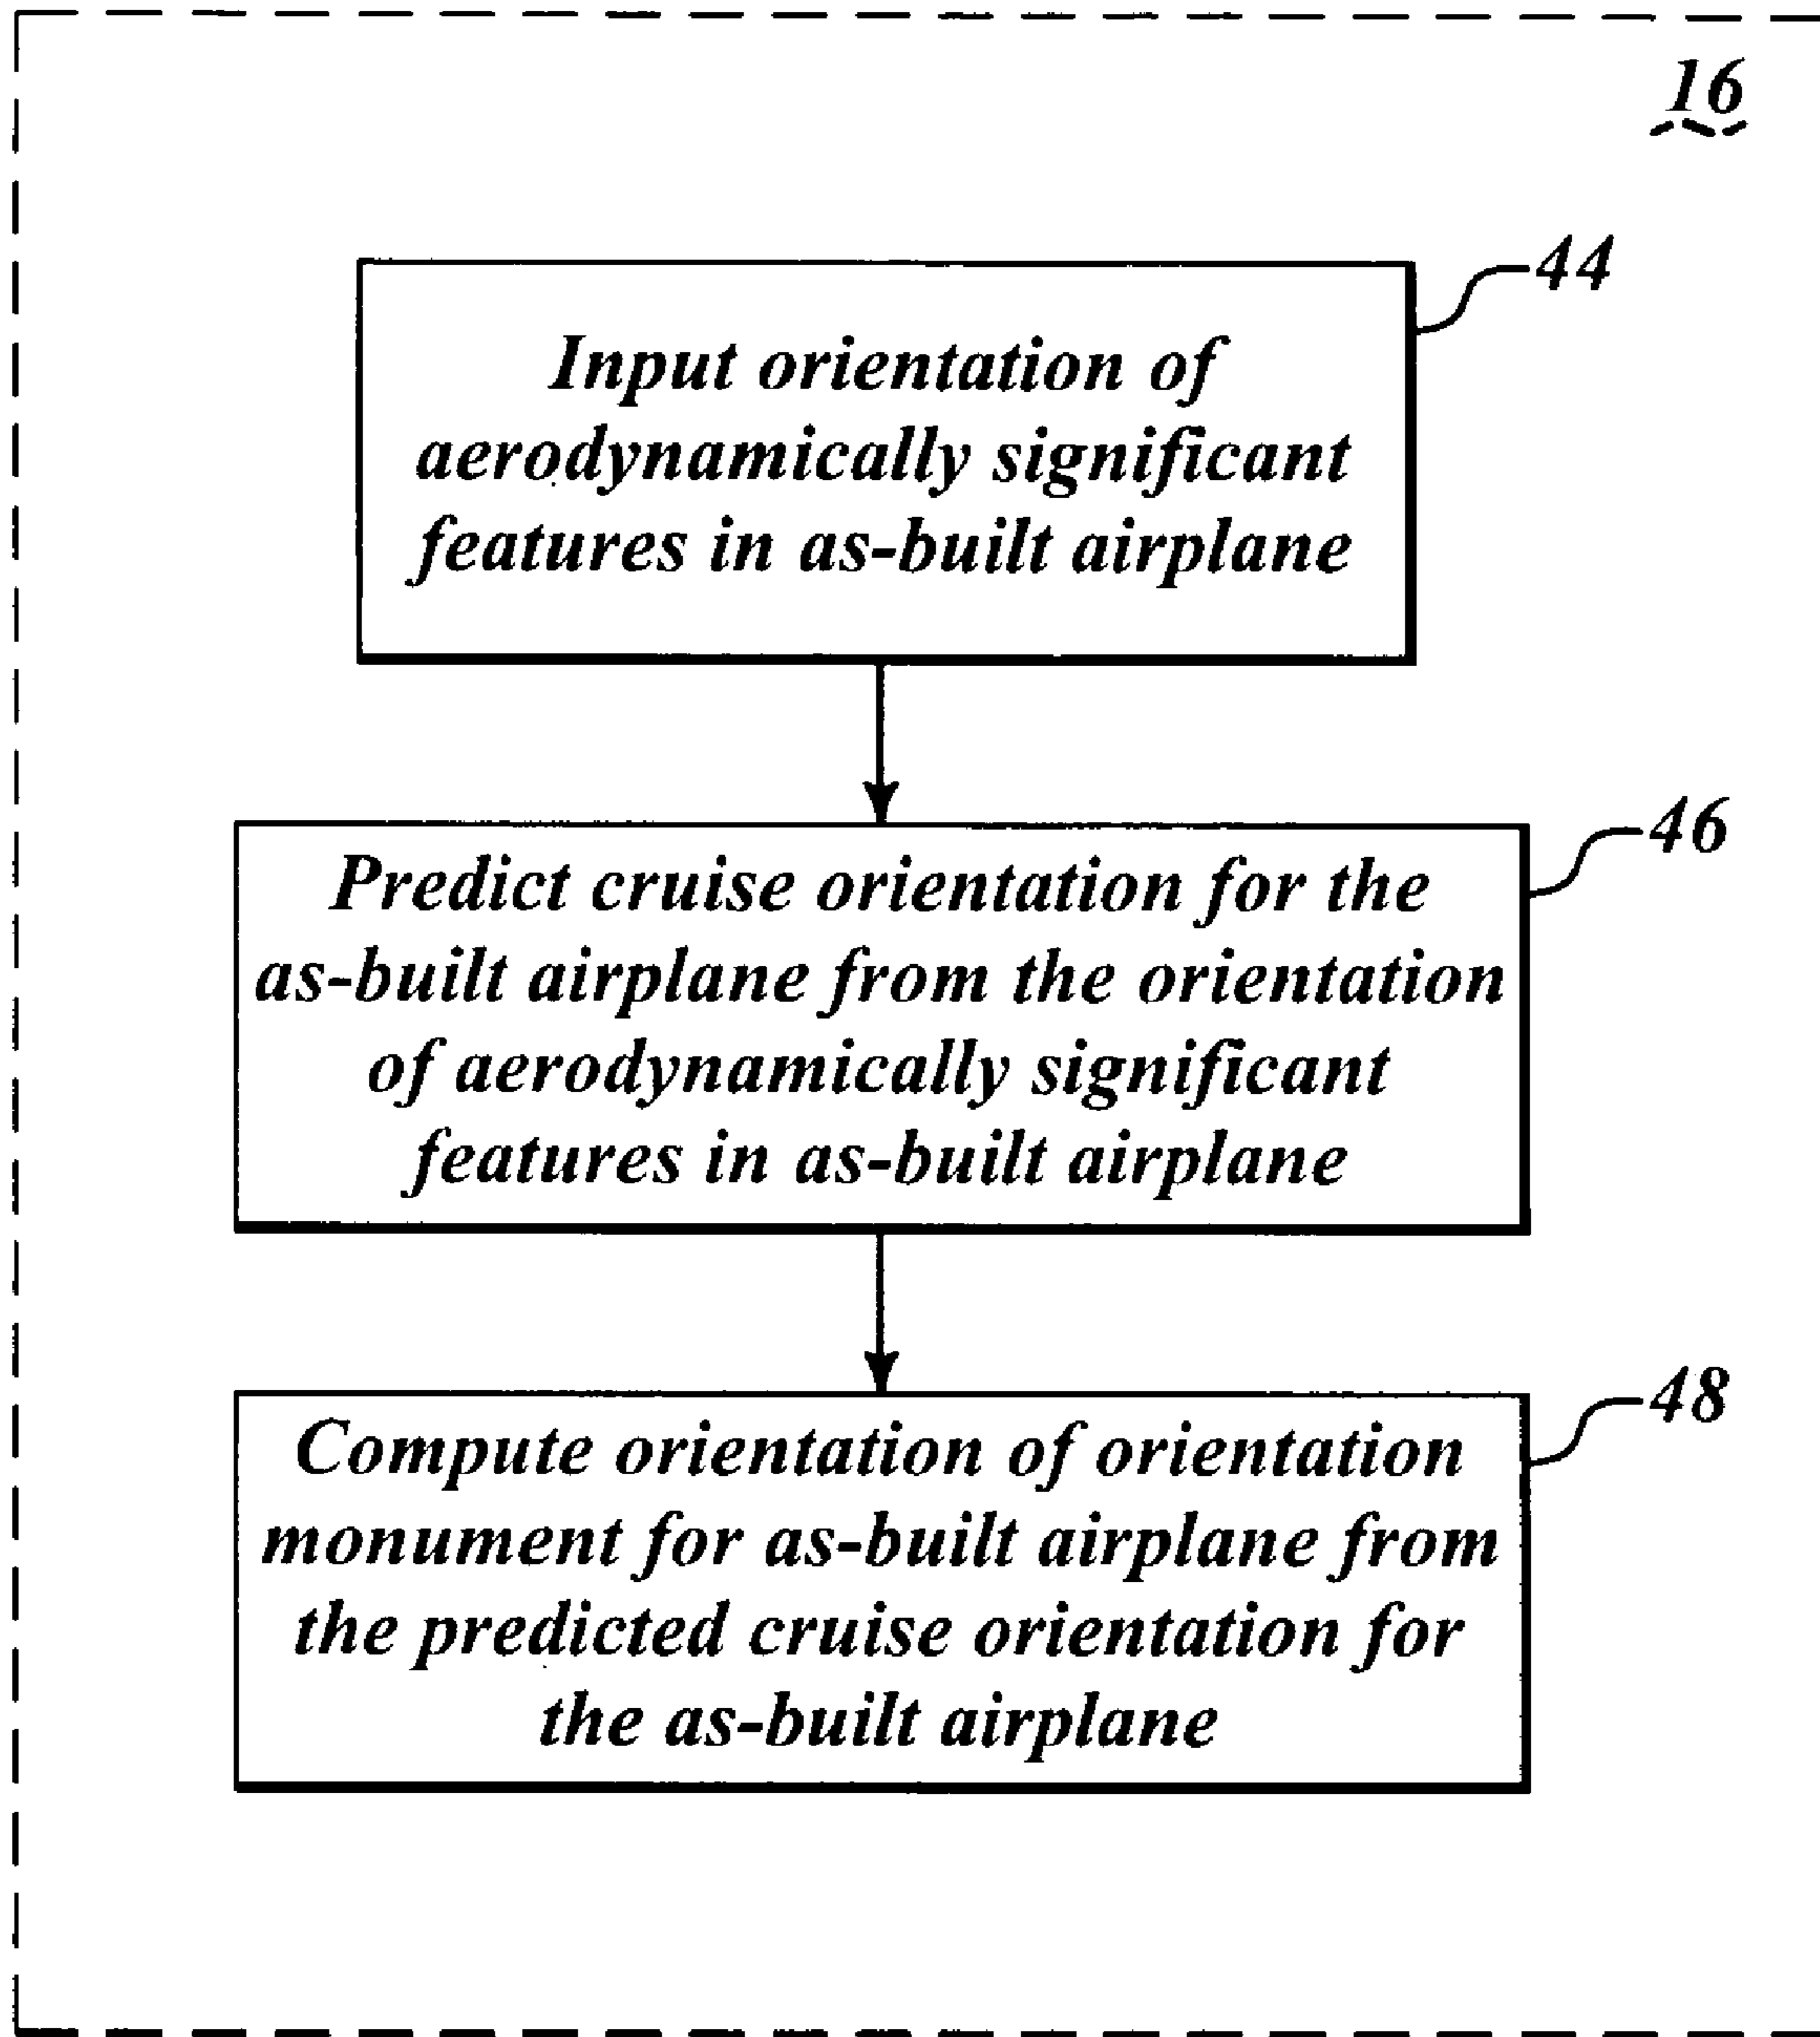 16
44
Input orientation of
aerodynamically significant
features in as-built airplane
46
Predict cruise orientation for the
as-built airplane from the orientation
of aerodynamically significant
features in as-built airplane
48
Compute orientation of orientation
monument for as-built airplane from
the predicted cruise orientation for
the as-built airplane